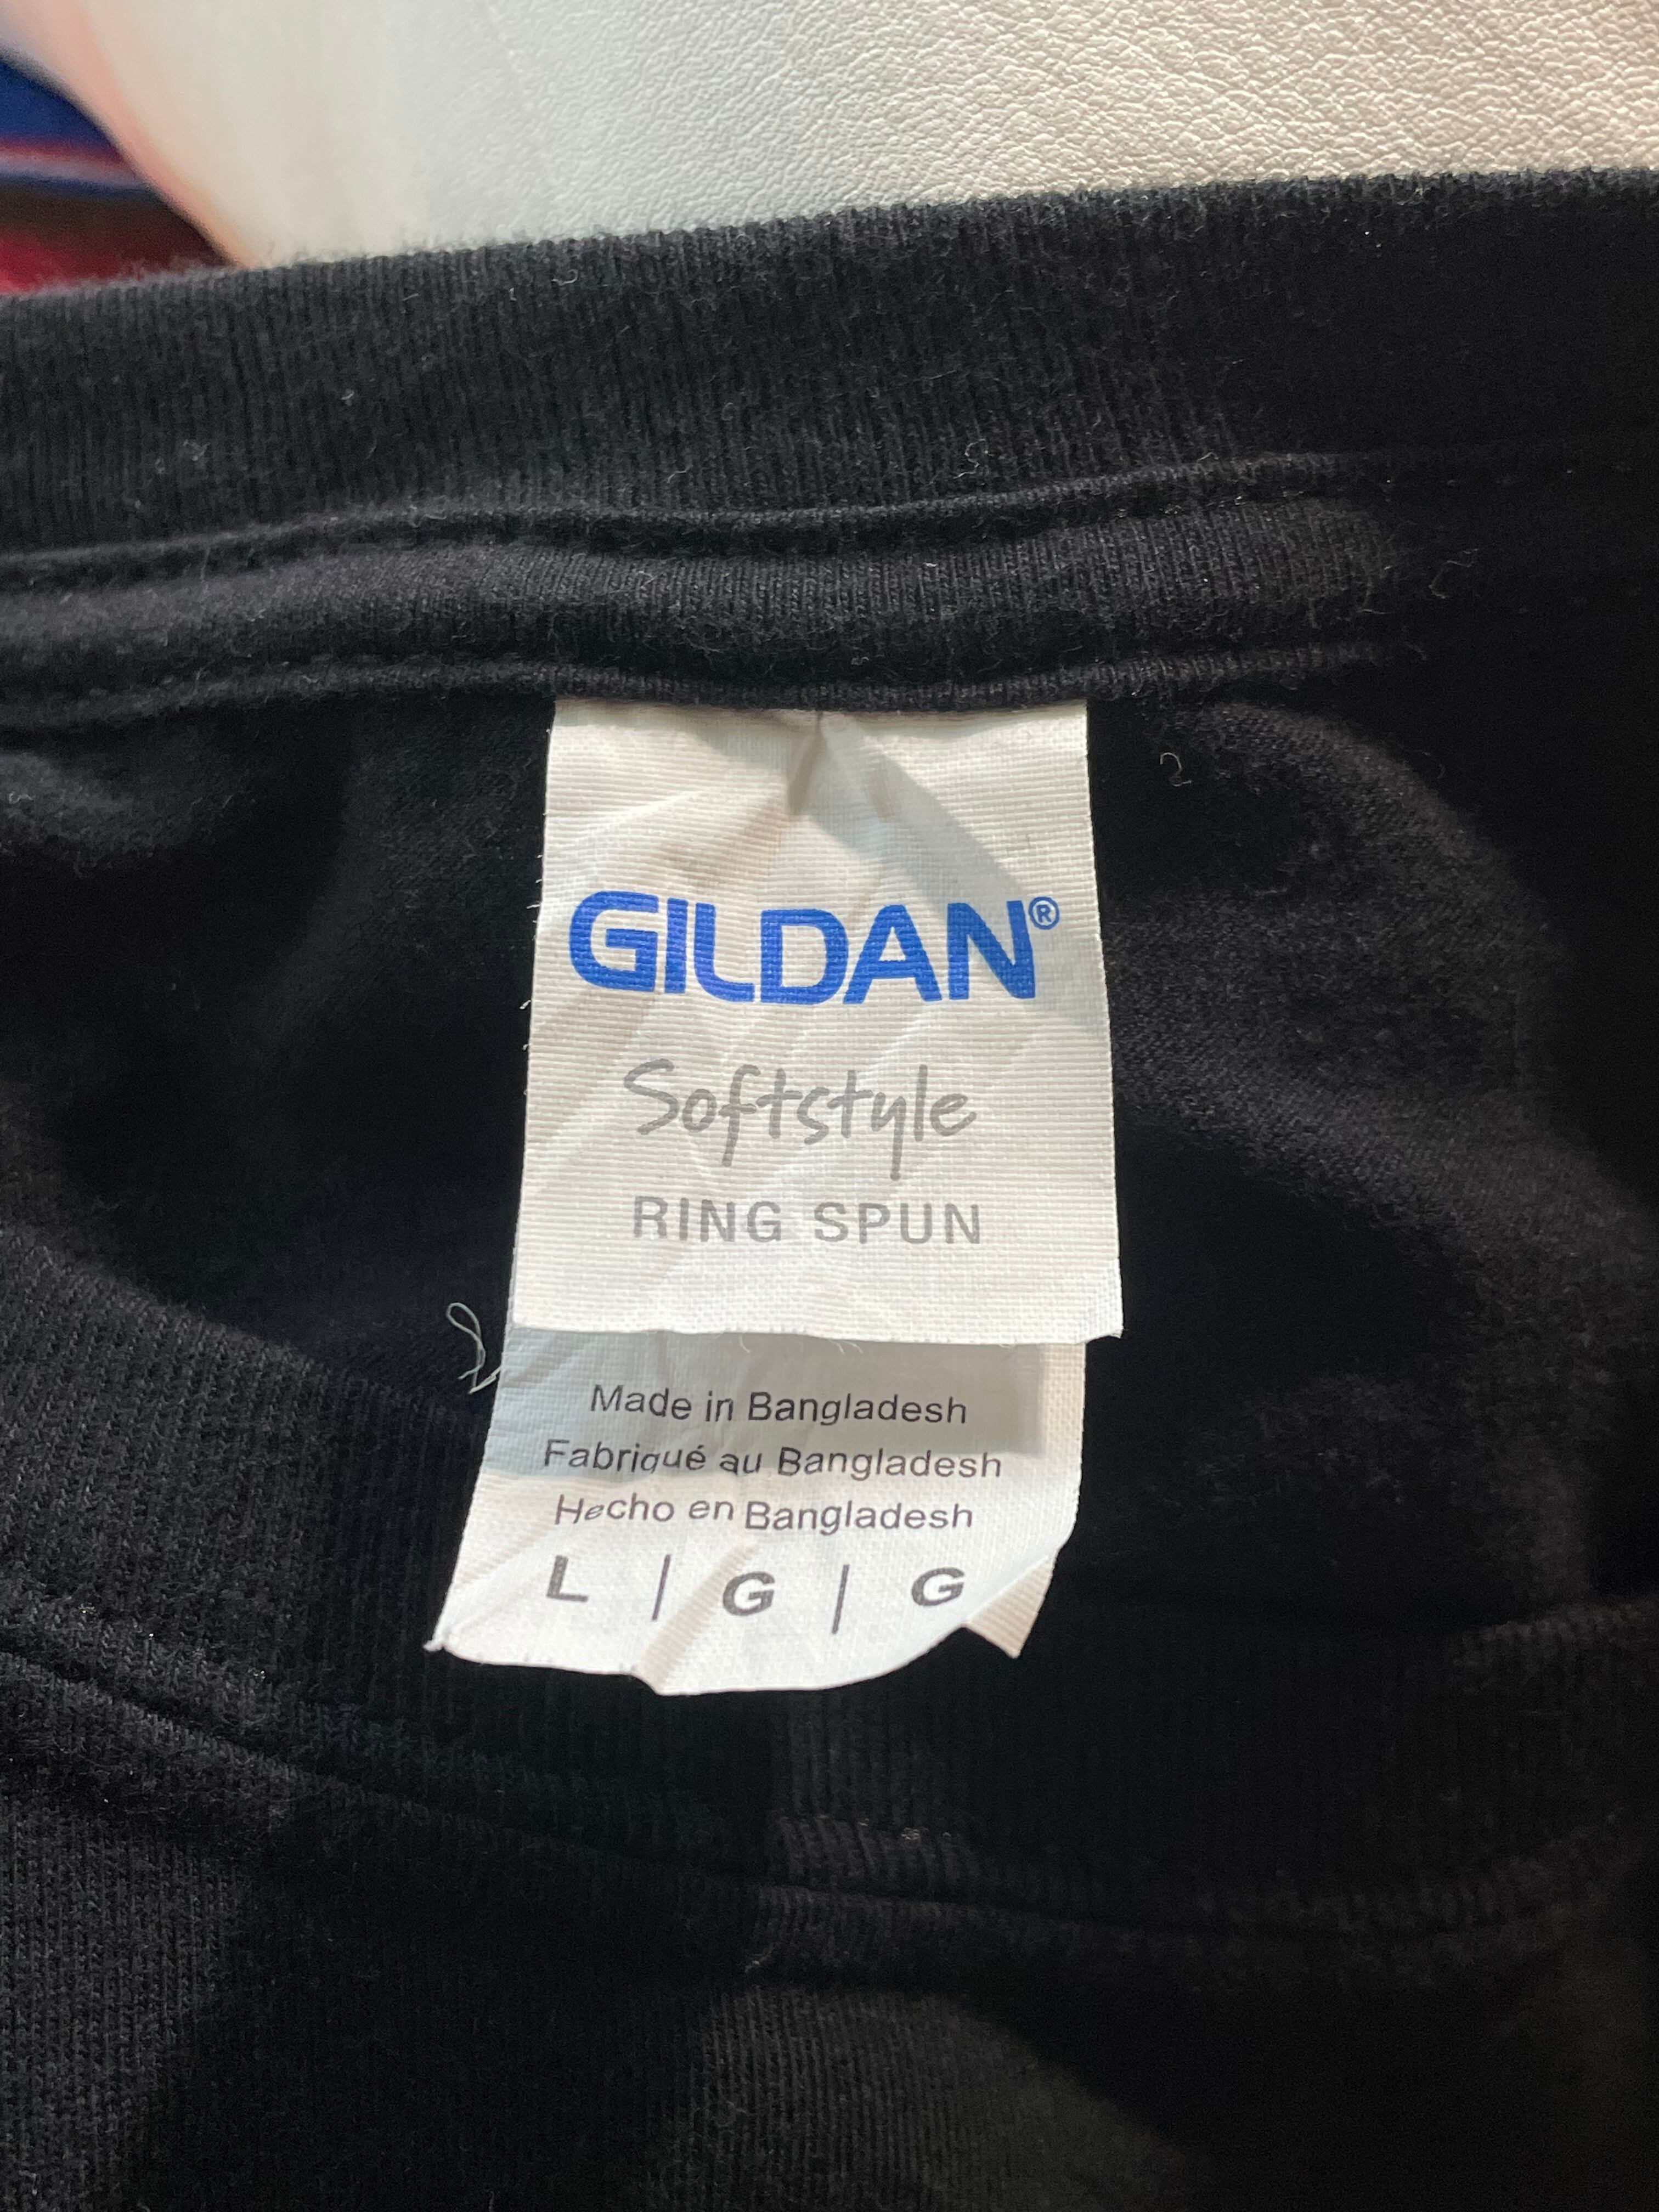 GILDAN®
Softstyle
RING SPUN
Made in Bangladesh
Fabriqué au Bangladesh
Hecho en Bangladesh
L | G | G